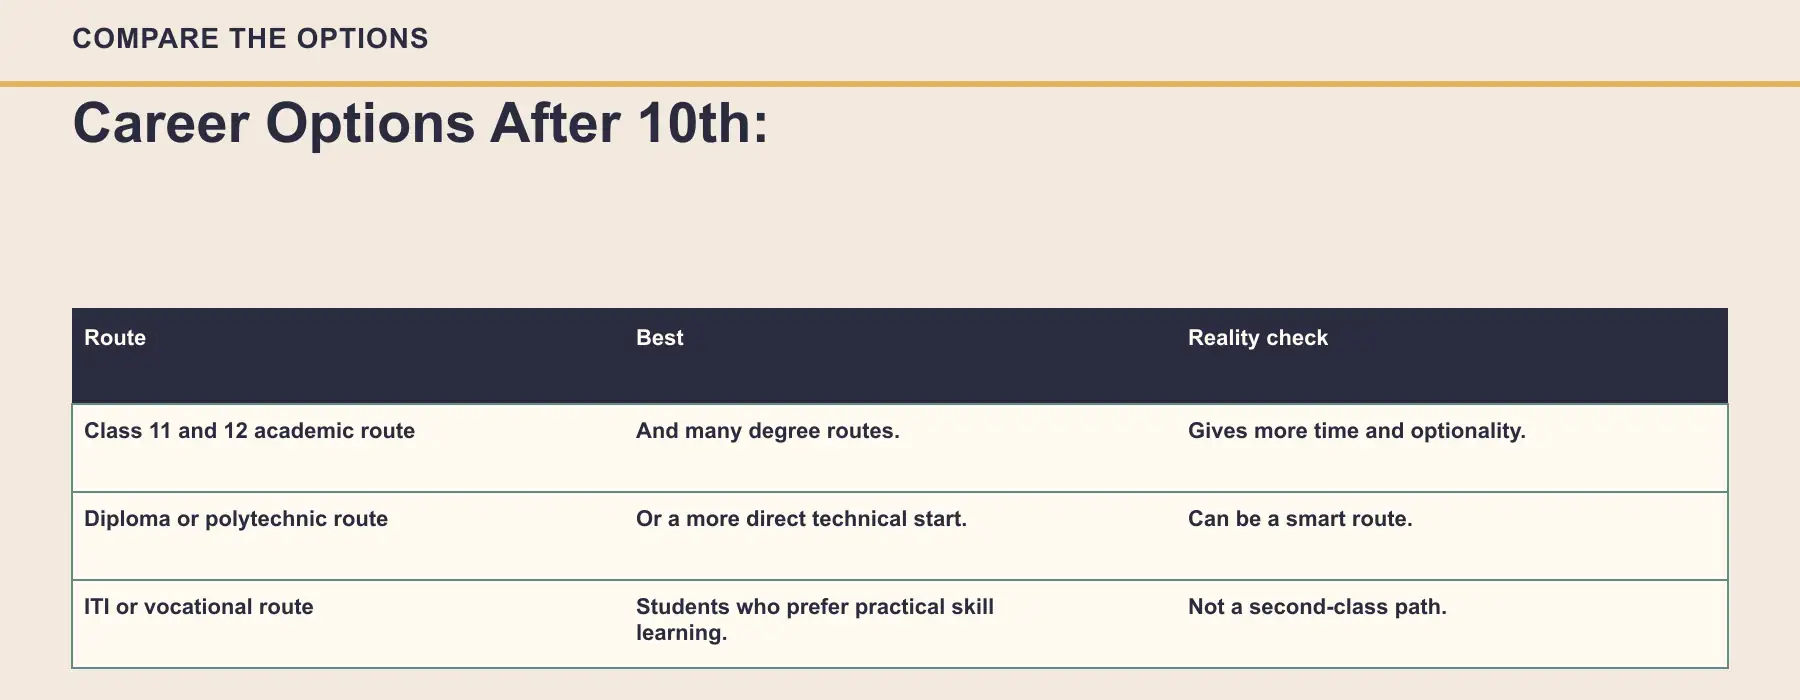 COMPARE THE OPTIONS
Career Options After 10th:
Route Best Reality check
Class 11 and 12 academic route And many degree routes. Gives more time and optionality.
Diploma or polytechnic route Or a more direct technical start. Can be a smart route.
ITI or vocational route Students who prefer practical skill Not a second-class path.
learning.